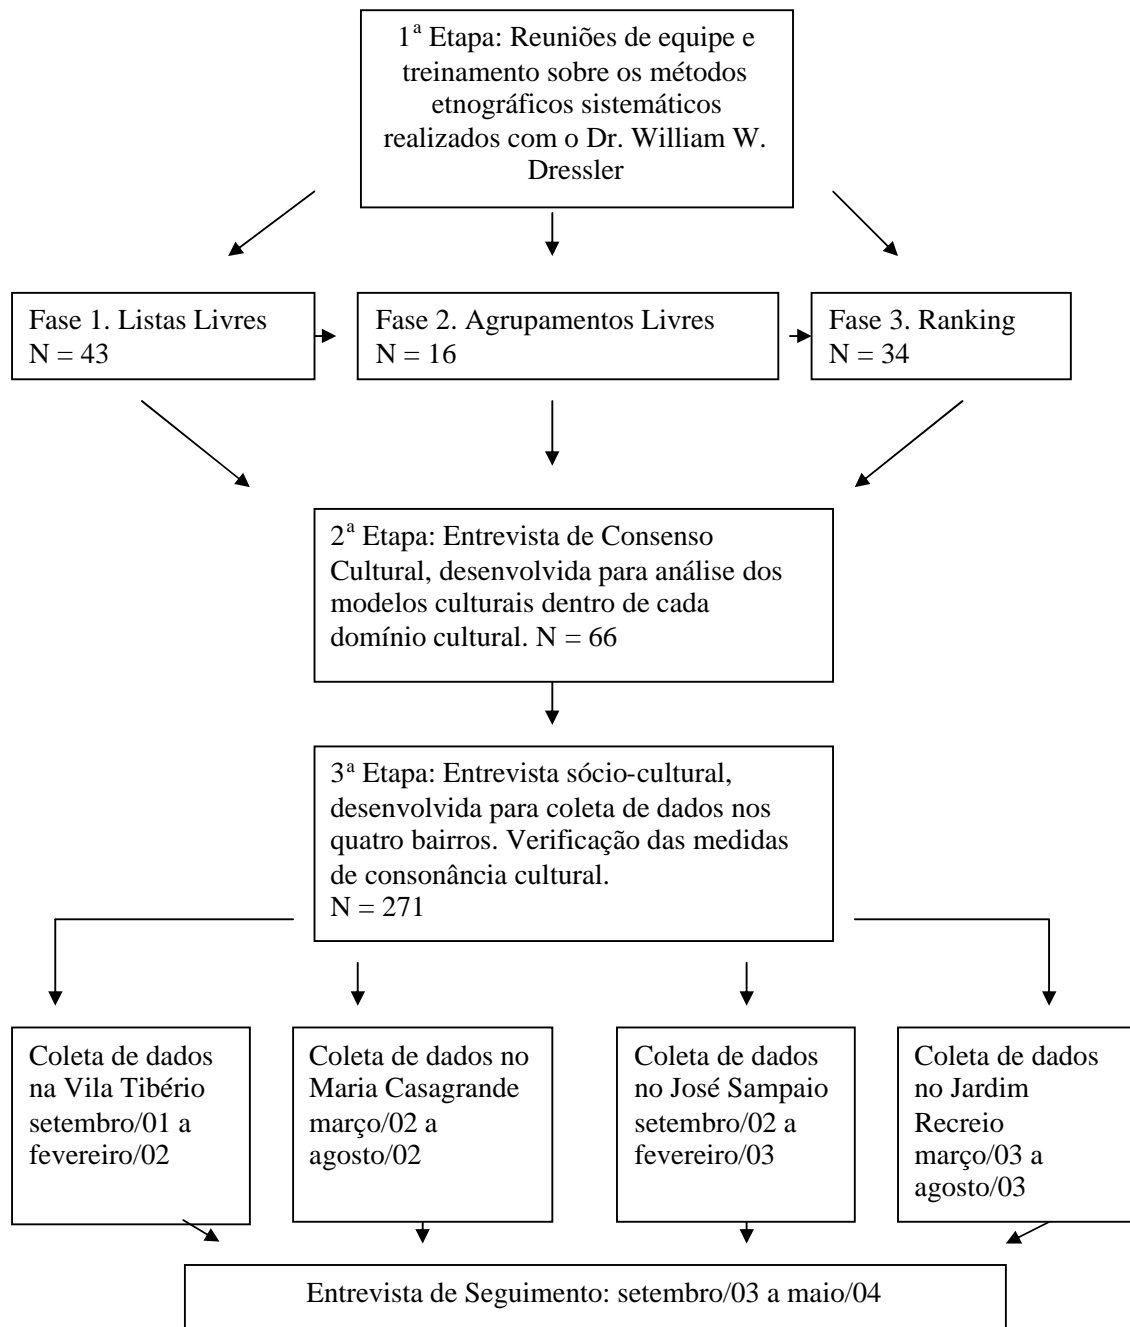 1ª Etapa: Reuniões de equipe e
treinamento sobre os métodos
etnográficos sistemáticos
realizados com o Dr. William W.
Dressler
Fase 1. Listas Livres
N = 43
Fase 2. Agrupamentos Livres
N = 16
Fase 3. Ranking
N = 34
2ª Etapa: Entrevista de Consenso
Cultural, desenvolvida para análise dos
modelos culturais dentro de cada
domínio cultural. N = 66
3ª Etapa: Entrevista sócio-cultural,
desenvolvida para coleta de dados nos
quatro bairros. Verificação das medidas
de consonância cultural.
N = 271
Coleta de dados
na Vila Tibério
setembro/01 a
fevereiro/02
Coleta de dados no
Maria Casagrande
março/02 a
agosto/02
Coleta de dados
no José Sampaio
setembro/02 a
fevereiro/03
Coleta de dados
no Jardim
Recreio
março/03 a
agosto/03
Entrevista de Seguimento: setembro/03 a maio/04